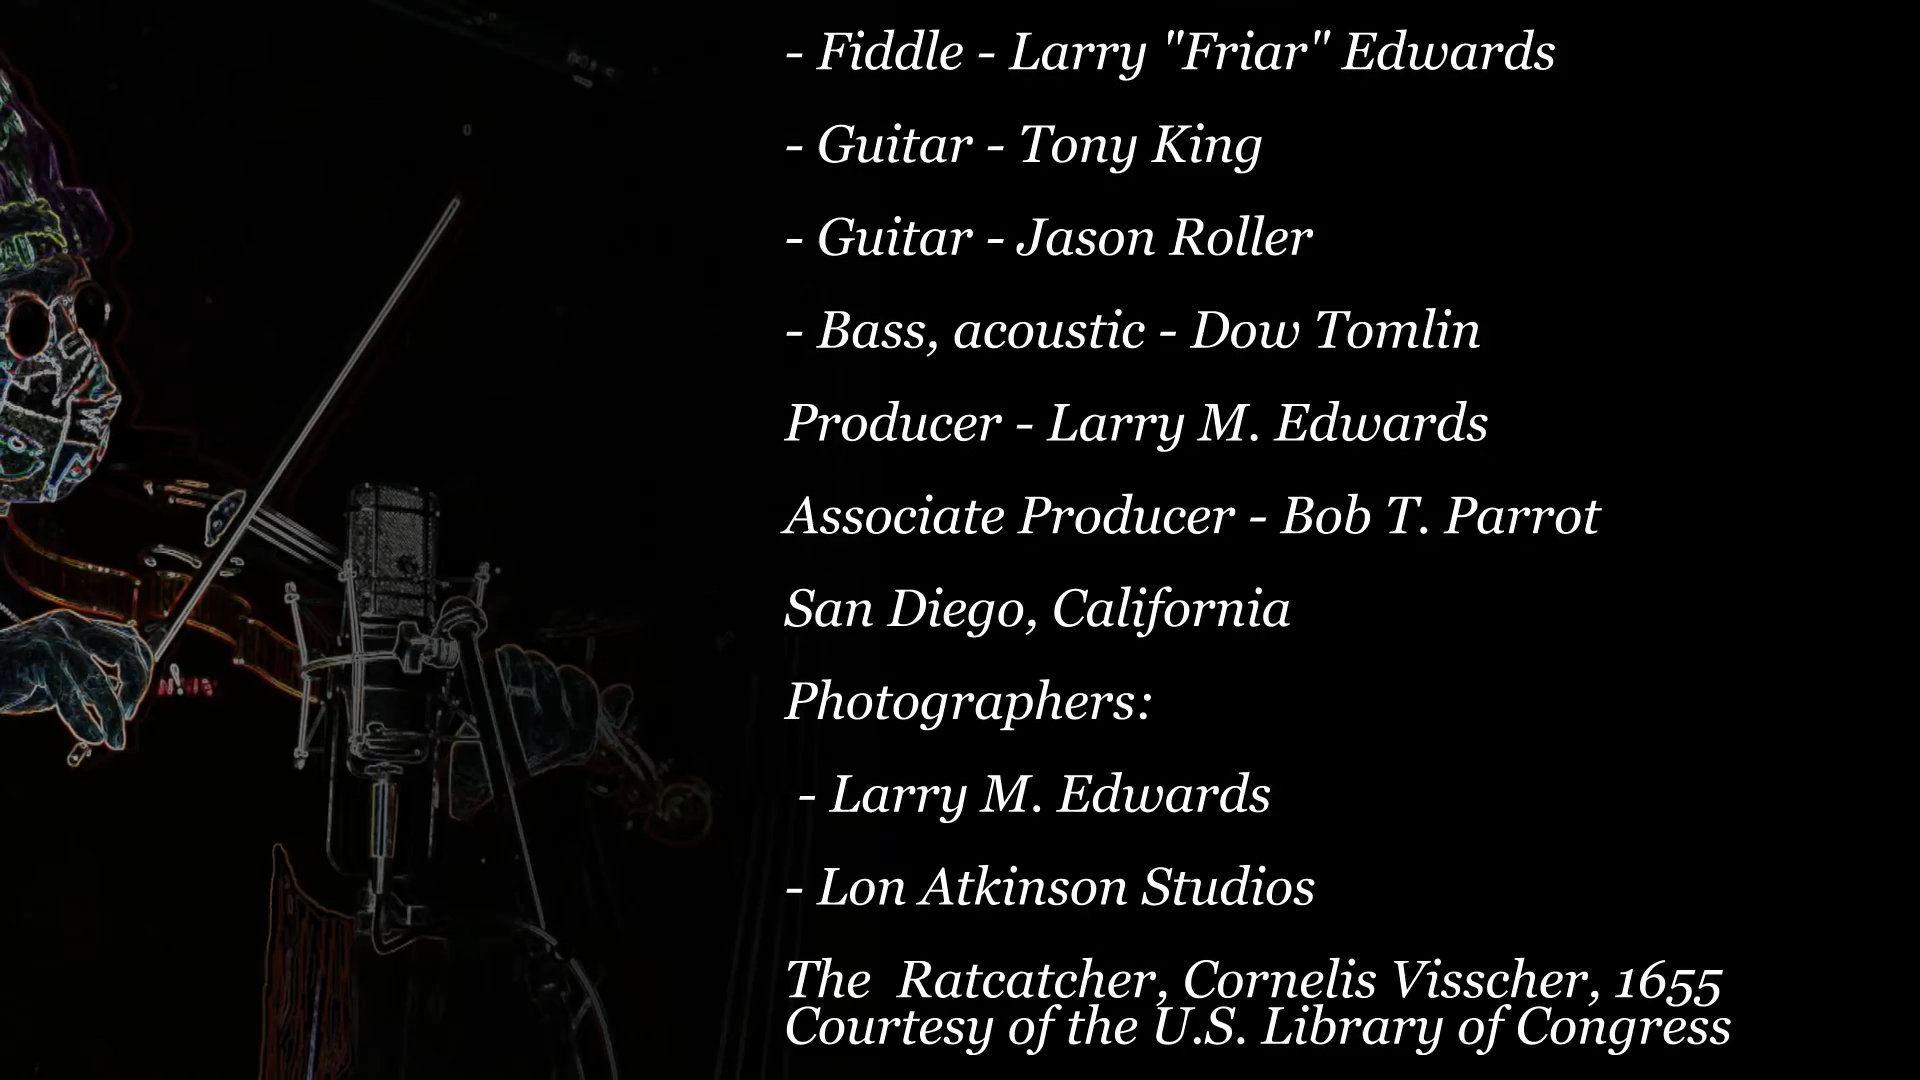 - Fiddle - Larry "Friar" Edwards
- Guitar - Tony King
- Guitar - Jason Roller
- Bass, acoustic - Dow Tomlin
Producer - Larry M. Edwards
Associate Producer - Bob T. Parrot
San Diego, California
Photographers:
- Larry M. Edwards
- Lon Atkinson Studios
The Ratcatcher, Cornelis Visscher, 1655
Courtesy of the U.S. Library of Congress